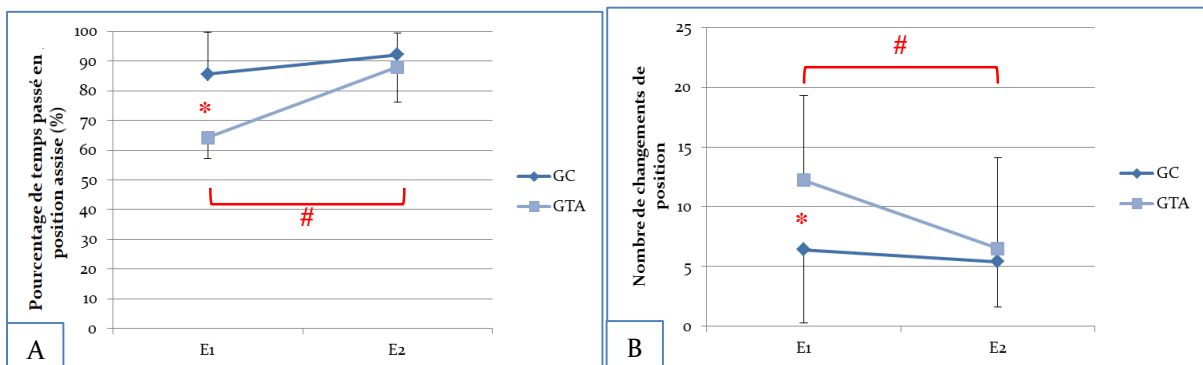 Pourcentage de temps passé en
position assise (%)
100
90
80
70
60
50
40
30
20
10
0
*
#
E1
E2
GC
GTA
A
Nombre de changements de
position
25
20
15
10
5
0
#
*
E1
E2
GC
GTA
B